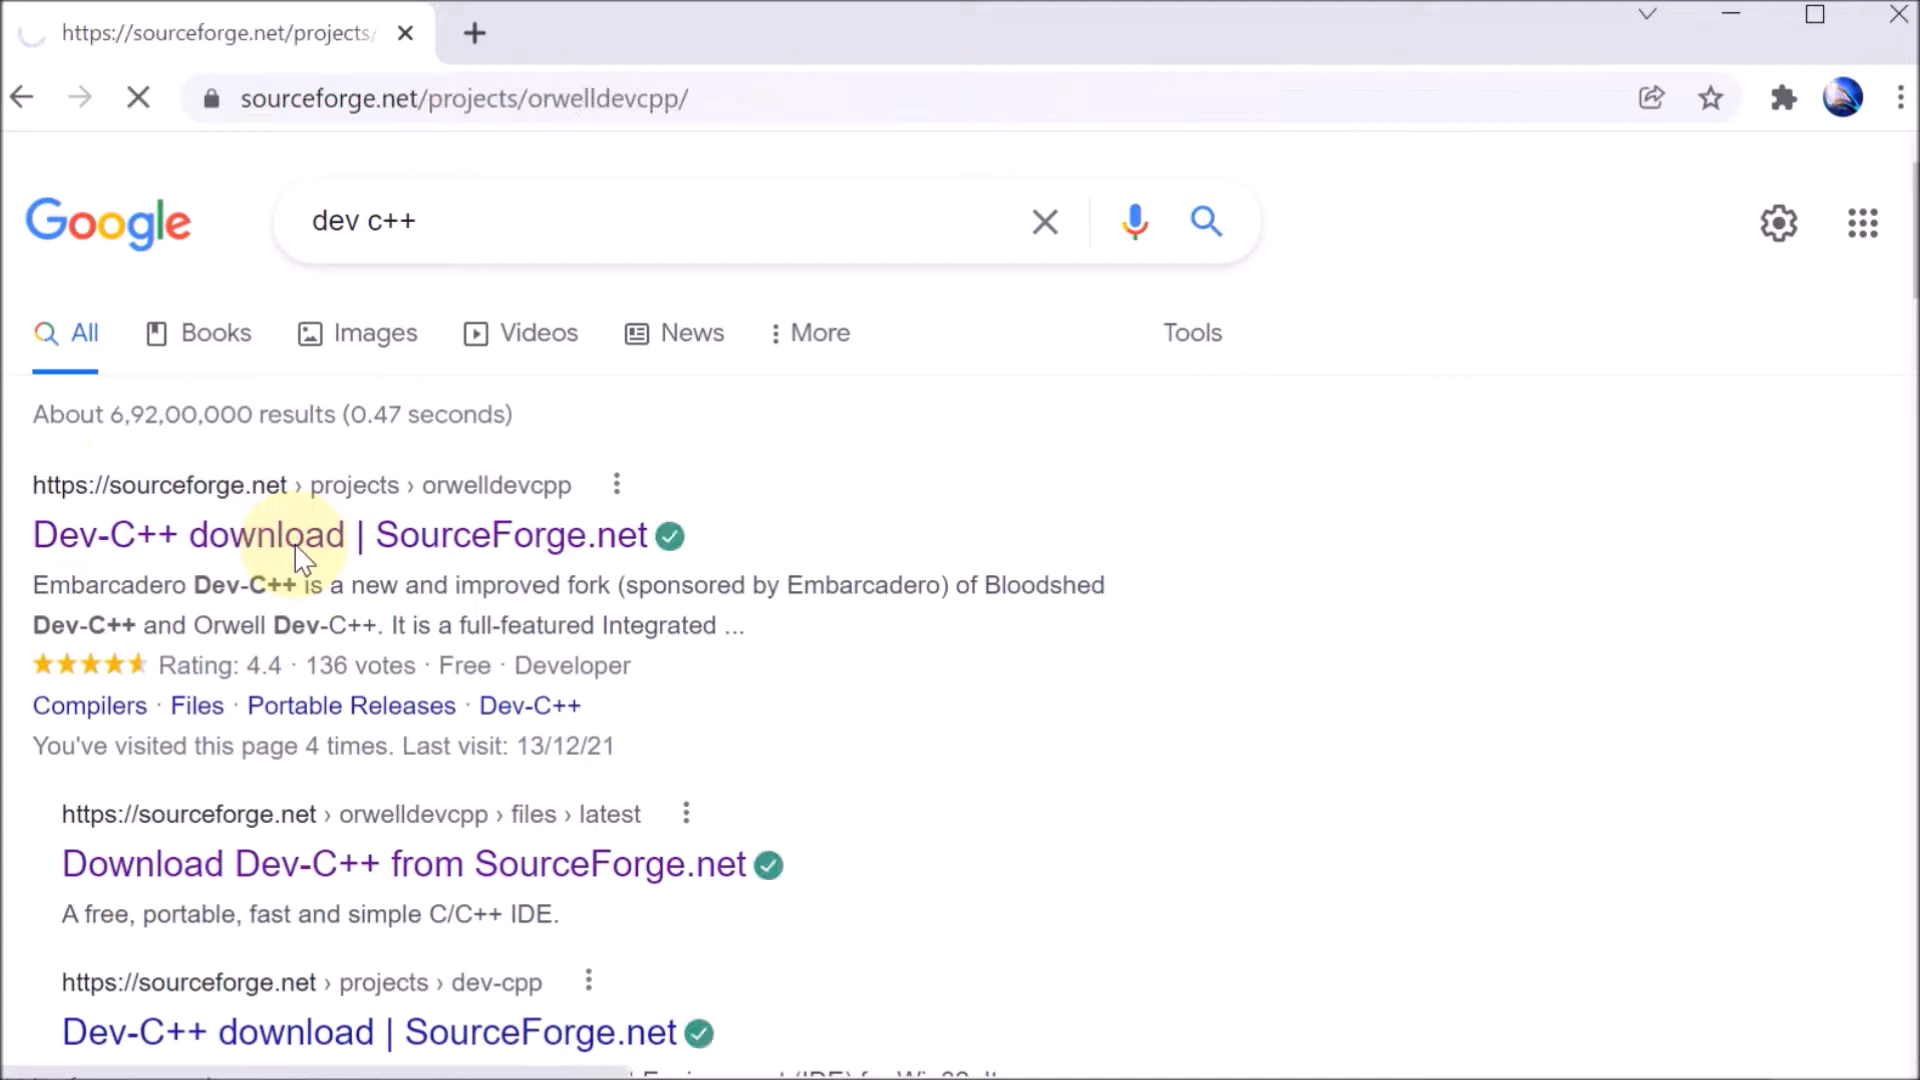 https://sourceforge.net/projects/
sourceforge.net/projects/orwelldevcpp/
Google
dev c++
All Books Images Videos News More Tools
About 6,92,00,000 results (0.47 seconds)
https://sourceforge.net › projects › orwelldevcpp
Dev-C++ download | SourceForge.net
Embarcadero Dev-C++ is a new and improved fork (sponsored by Embarcadero) of Bloodshed
Dev-C++ and Orwell Dev-C++. It is a full-featured Integrated ...
Rating: 4.4 · 136 votes · Free · Developer
Compilers · Files · Portable Releases · Dev-C++
You've visited this page 4 times. Last visit: 13/12/21
https://sourceforge.net › orwelldevcpp › files › latest
Download Dev-C++ from SourceForge.net
A free, portable, fast and simple C/C++ IDE.
https://sourceforge.net › projects › dev-cpp
Dev-C++ download | SourceForge.net